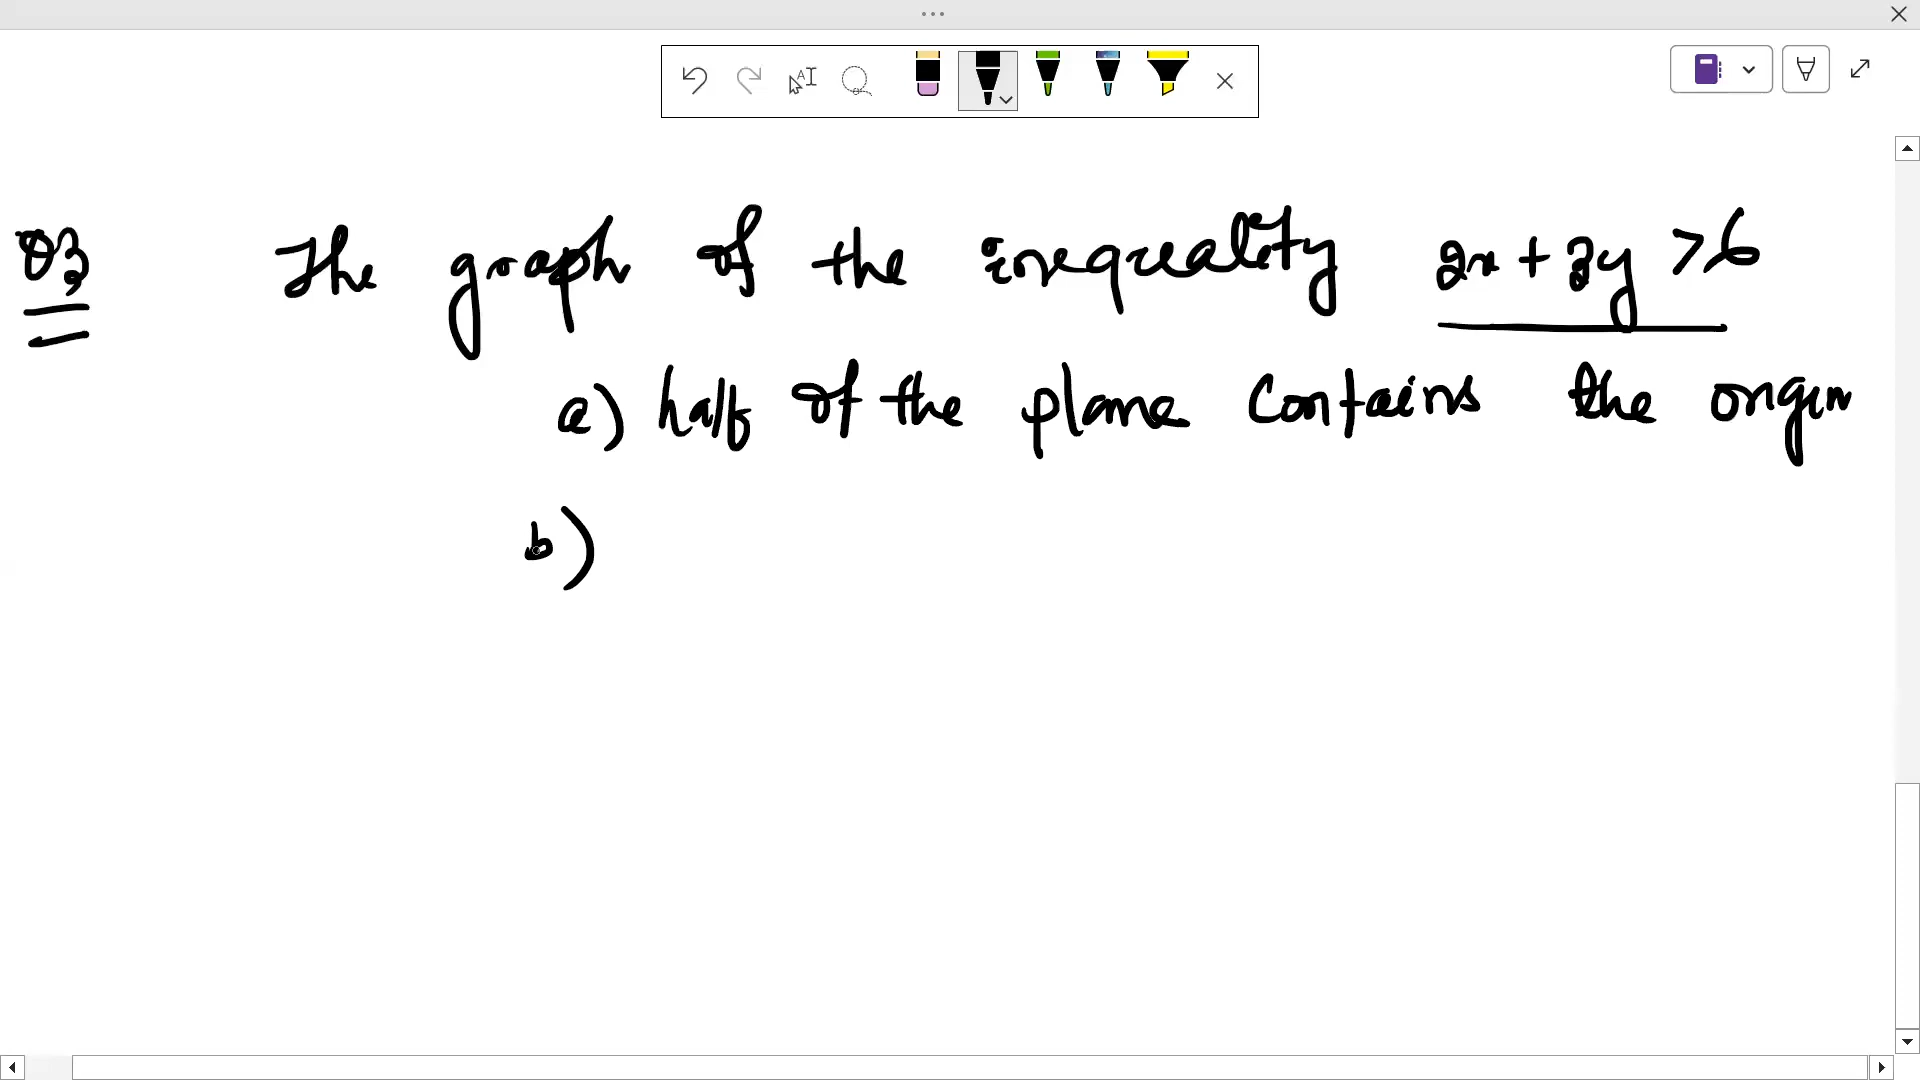 Q3 The graph of the inequality 2x + 3y > 6
a) half of the plane contains the origin
b)